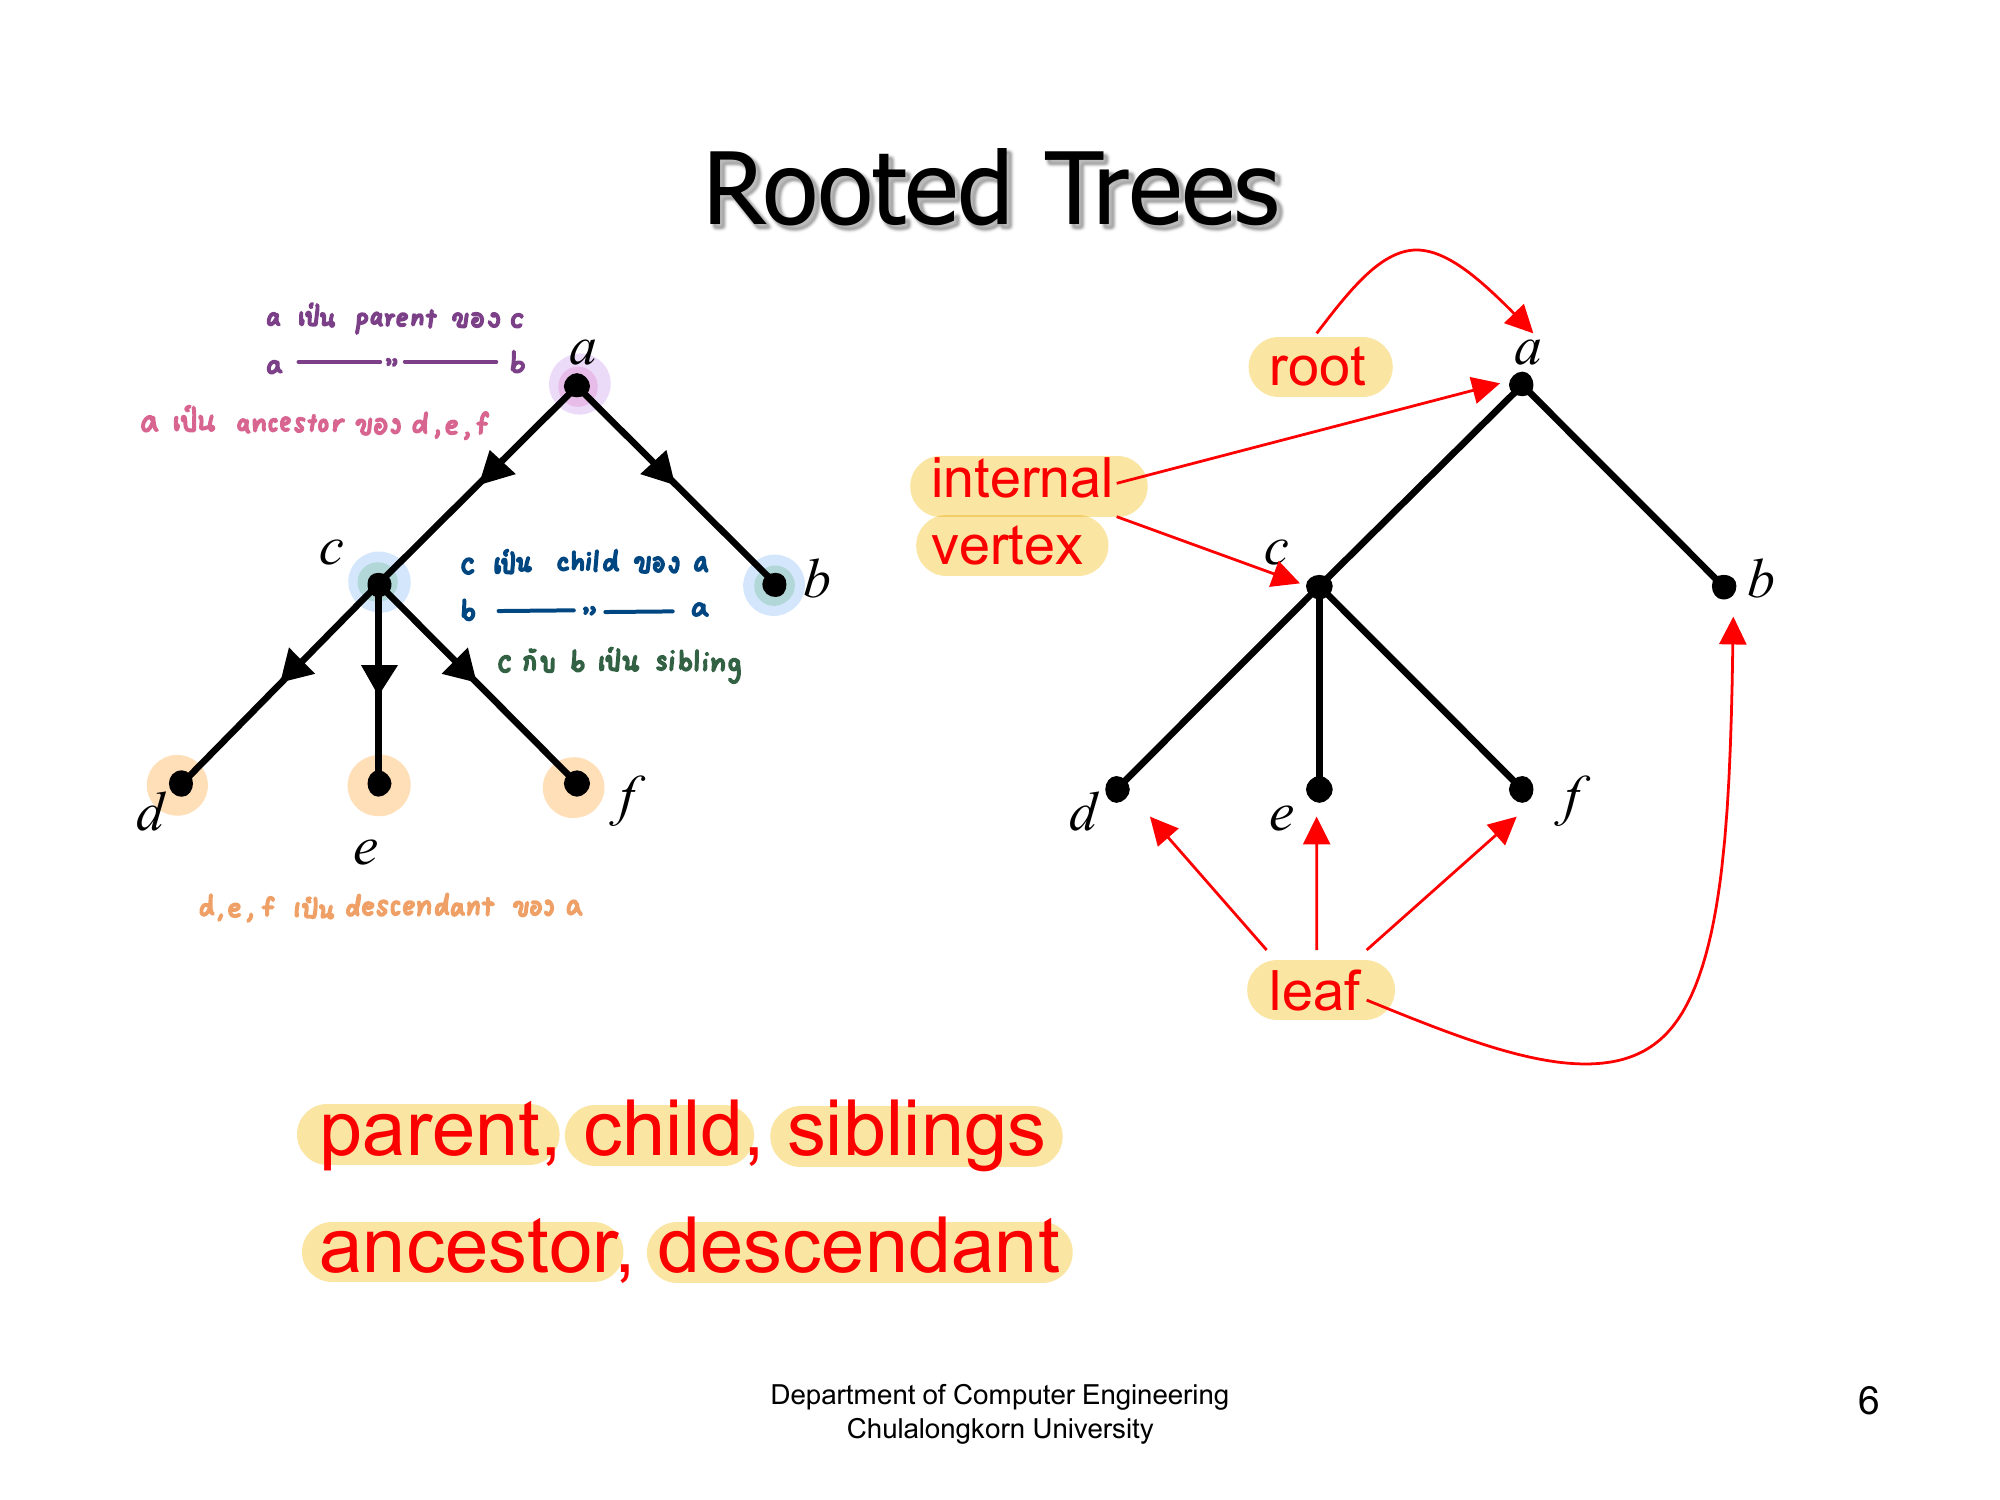 Rooted Trees
a เป็น parent ของ c
a ——— " ——— b
a เป็น ancestor ของ d,e,f
a
c
b
c เป็น child ของ a
b ——— " ——— a
c กับ b เป็น sibling
d
e
f
d,e,f เป็น descendant ของ a
root
a
internal
vertex
c
b
d
e
f
leaf
parent, child, siblings
ancestor, descendant
Department of Computer Engineering
Chulalongkorn University
6